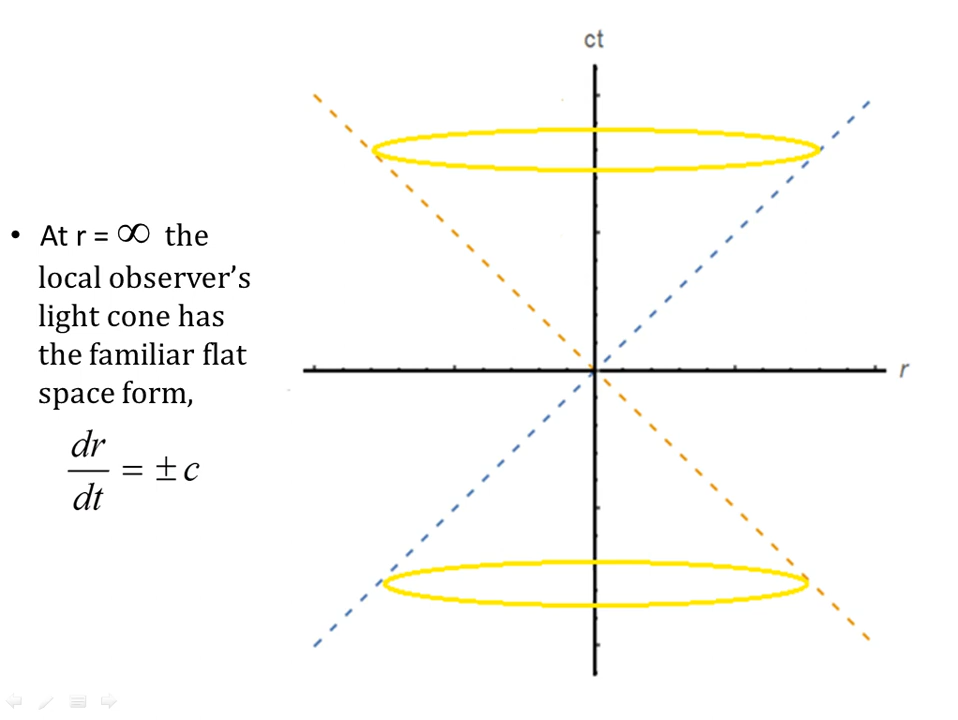 ct
• At r = ∞ the
local observer’s
light cone has
the familiar flat
space form,
dr/dt = ± c
r